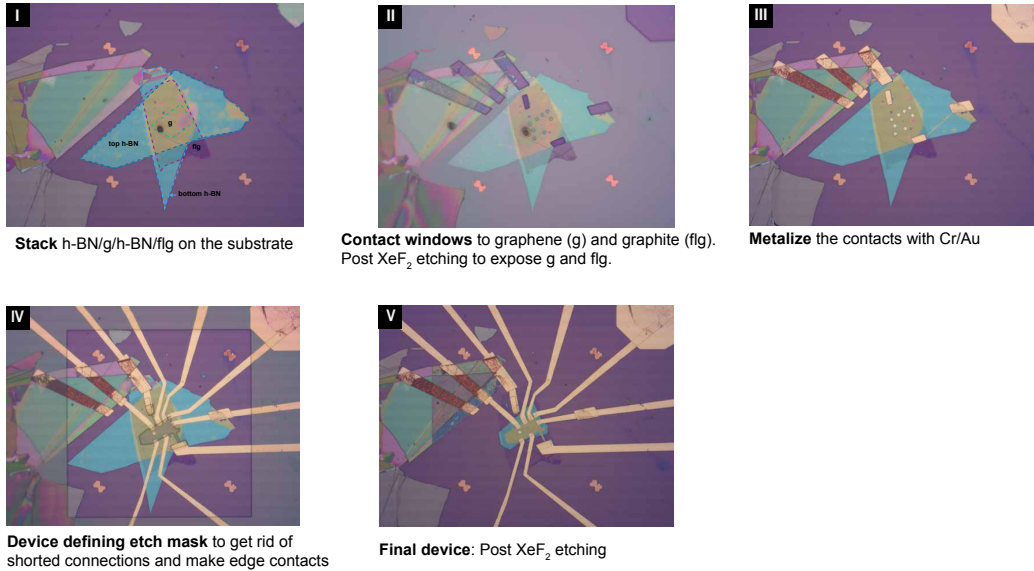 I
g
top h-BN
flg
bottom h-BN
Stack h-BN/g/h-BN/flg on the substrate
II
Contact windows to graphene (g) and graphite (flg).
Post XeF₂ etching to expose g and flg.
III
Metalize the contacts with Cr/Au
IV
Device defining etch mask to get rid of
shorted connections and make edge contacts
V
Final device: Post XeF₂ etching